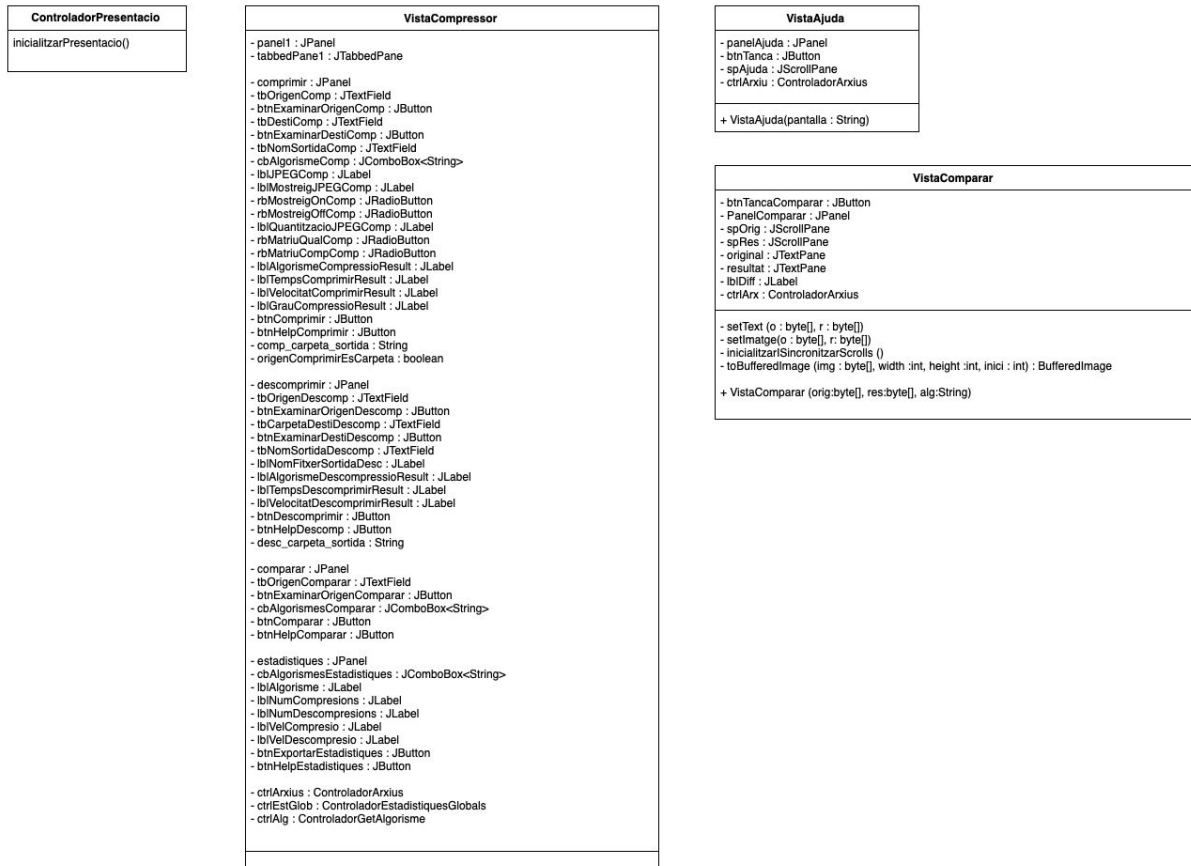 ControladorPresentacio
inicialitzarPresentacio()
VistaCompressor
- panel1 : JPanel
- tabbedPane1 : JTabbedPane
- comprimir : JPanel
- tbOrigenComp : JTextField
- btnExaminarOrigenComp : JButton
- tbDestiComp : JTextField
- btnExaminarDestiComp : JButton
- tbNomSortidaComp : JTextField
- cbAlgorismeComp : JComboBox<String>
- lblJPEGComp : JLabel
- lblMostreigJPEGComp : JLabel
- rbMostreigOnComp : JRadioButton
- rbMostreigOffComp : JRadioButton
- lblQuantitzacioJPEGComp : JLabel
- rbMatriuQualComp : JRadioButton
- rbMatriuCompComp : JRadioButton
- lblAlgorismeCompressioResult : JLabel
- lblTempsComprimirResult : JLabel
- lblVelocitatComprimirResult : JLabel
- lblGrauCompressioResult : JLabel
- btnComprimir : JButton
- btnHelpComprimir : JButton
- comp_carpeta_sortida : String
- origenComprimirEsCarpeta : boolean
- descomprimir : JPanel
- tbOrigenDescomp : JTextField
- btnExaminarOrigenDescomp : JButton
- tbCarpetaDestiDescomp : JTextField
- btnExaminarDestiDescomp : JButton
- tbNomSortidaDescomp : JTextField
- lblNomFitxerSortidaDesc : JLabel
- lblAlgorismeDescompressioResult : JLabel
- lblTempsDescomprimirResult : JLabel
- lblVelocitatDescomprimirResult : JLabel
- btnDescomprimir : JButton
- btnHelpDescomp : JButton
- desc_carpeta_sortida : String
- comparar : JPanel
- tbOrigenComparar : JTextField
- btnExaminarOrigenComparar : JButton
- cbAlgorismesComparar : JComboBox<String>
- btnComparar : JButton
- btnHelpComparar : JButton
- estadistiques : JPanel
- cbAlgorismesEstadistiques : JComboBox<String>
- lblAlgorisme : JLabel
- lblNumCompresions : JLabel
- lblNumDescompresions : JLabel
- lblVelCompresio : JLabel
- lblVelDescompresio : JLabel
- btnExportarEstadistiques : JButton
- btnHelpEstadistiques : JButton
- ctrlArxius : ControladorArxius
- ctrlEstGlob : ControladorEstadistiquesGlobals
- ctrlAlg : ControladorGetAlgorisme
VistaAjuda
- panelAjuda : JPanel
- btnTanca : JButton
- spAjuda : JScrollPane
- ctrlArxiu : ControladorArxius
+ VistaAjuda(pantalla : String)
VistaComparar
- btnTancaComparar : JButton
- PanelComparar : JPanel
- spOrig : JScrollPane
- spRes : JScrollPane
- original : JTextPane
- resultat : JTextPane
- lblDiff : JLabel
- ctrlArx : ControladorArxius
- setText (o : byte[], r : byte[])
- setImatge(o : byte[], r: byte[])
- inicialitzarISincronitzarScrolls ()
- toBufferedImage (img : byte[], width :int, height :int, inici : int) : BufferedImage
+ VistaComparar (orig:byte[], res:byte[], alg:String)